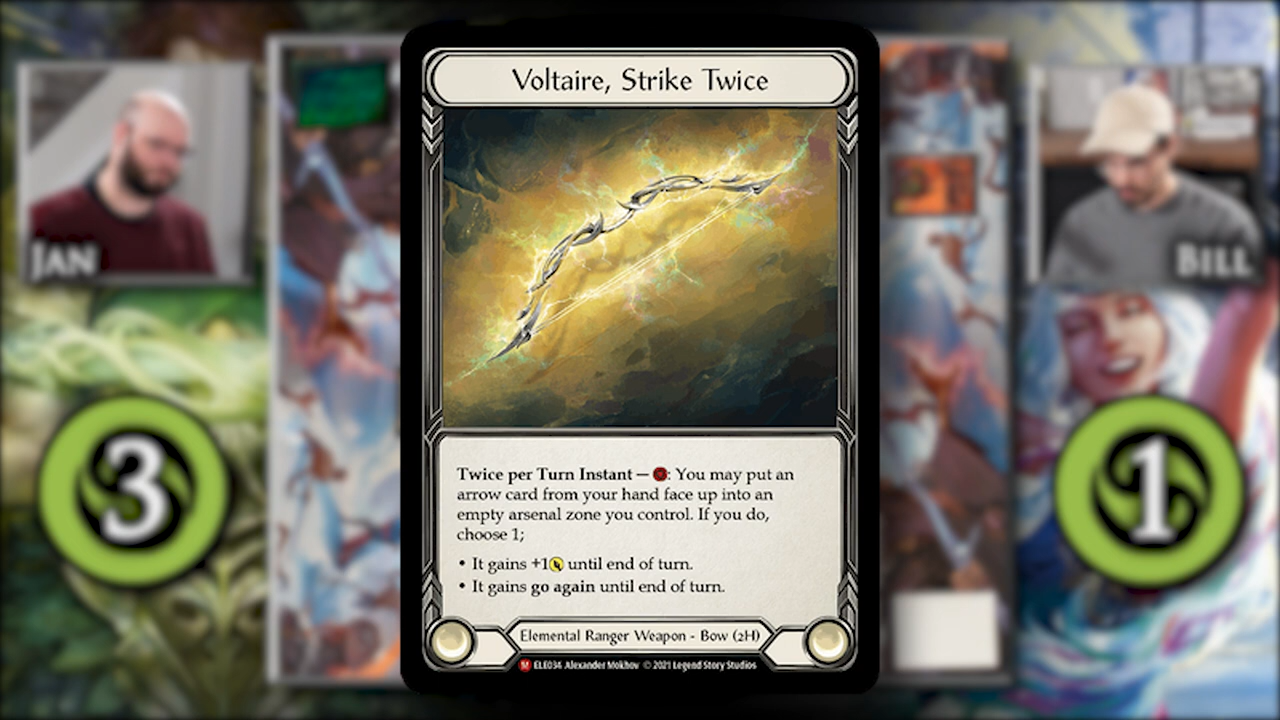 Voltaire, Strike Twice
JAN
BILL
3
1
Twice per Turn Instant — : You may put an
arrow card from your hand face up into an
empty arsenal zone you control. If you do,
choose 1;
• It gains +1 until end of turn.
• It gains go again until end of turn.
Elemental Ranger Weapon - Bow (2H)
M ELE034 Alexander Mokhov © 2021 Legend Story Studios